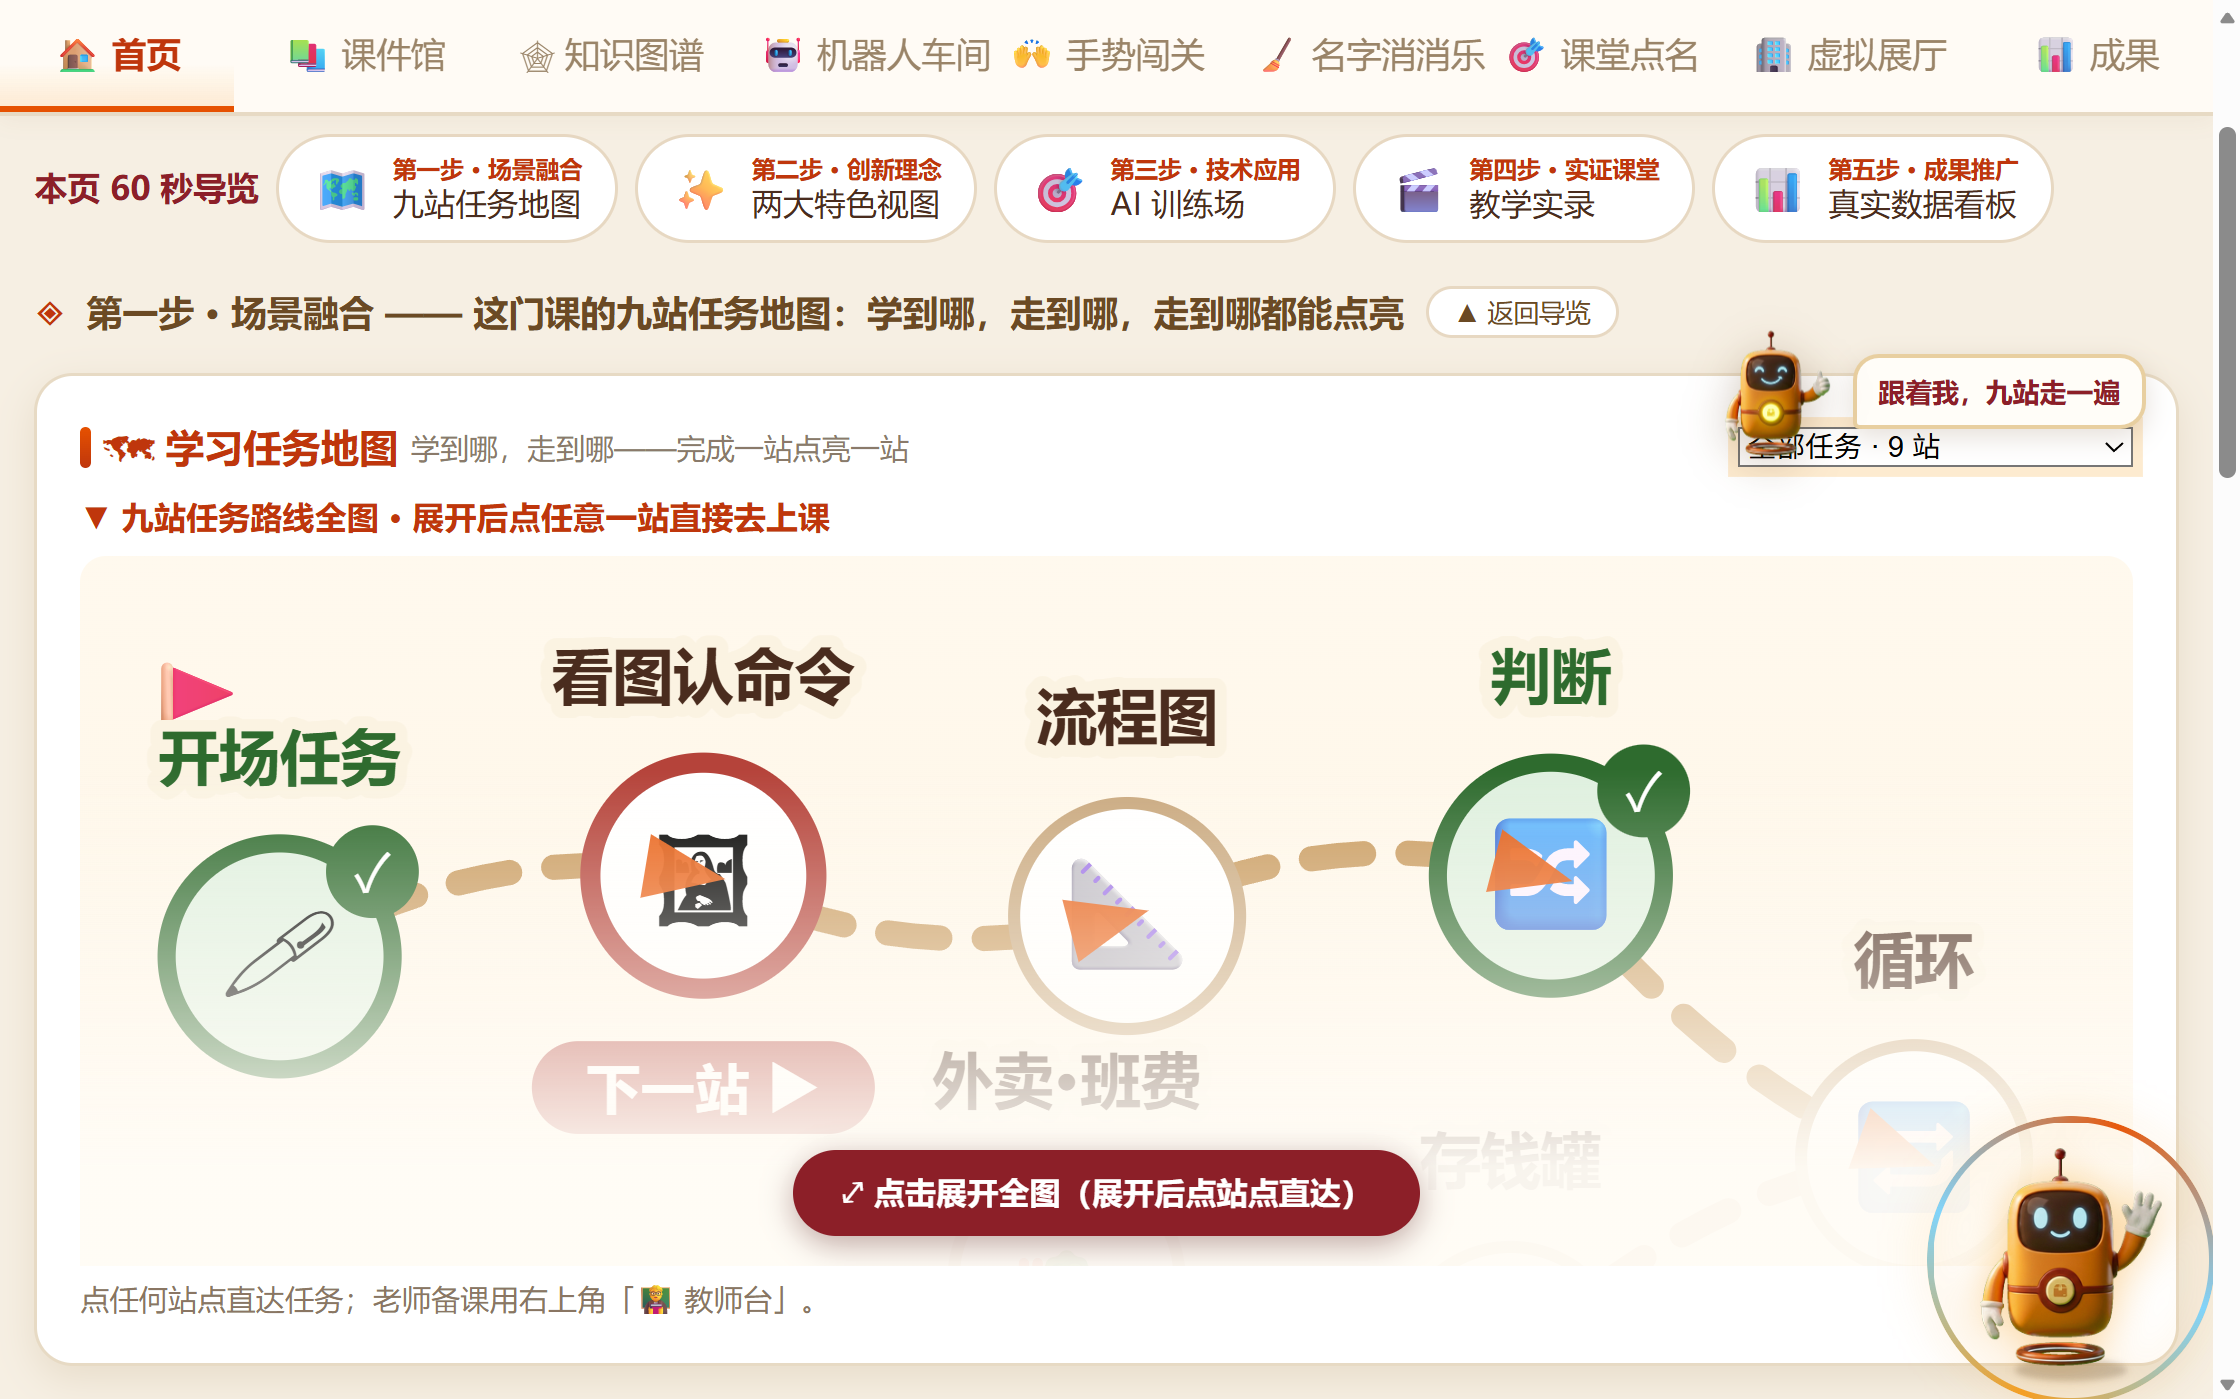 首页 课件馆 知识图谱 机器人车间 手势闯关 名字消消乐 课堂点名 虚拟展厅 成果
本页 60 秒导览
第一步·场景融合
九站任务地图
第二步·创新理念
两大特色视图
第三步·技术应用
AI 训练场
第四步·实证课堂
教学实录
第五步·成果推广
真实数据看板
第一步·场景融合 —— 这门课的九站任务地图：学到哪，走到哪，走到哪都能点亮
▲ 返回导览
跟着我，九站走一遍
学习任务地图 学到哪，走到哪——完成一站点亮一站
全部任务 · 9 站
▼ 九站任务路线全图·展开后点任意一站直接去上课
开场任务
看图认命令
流程图
判断
循环
下一站 ▶
外卖·班费
存钱罐
⤢ 点击展开全图（展开后点站点直达）
点任何站点直达任务；老师备课用右上角「 教师台」。